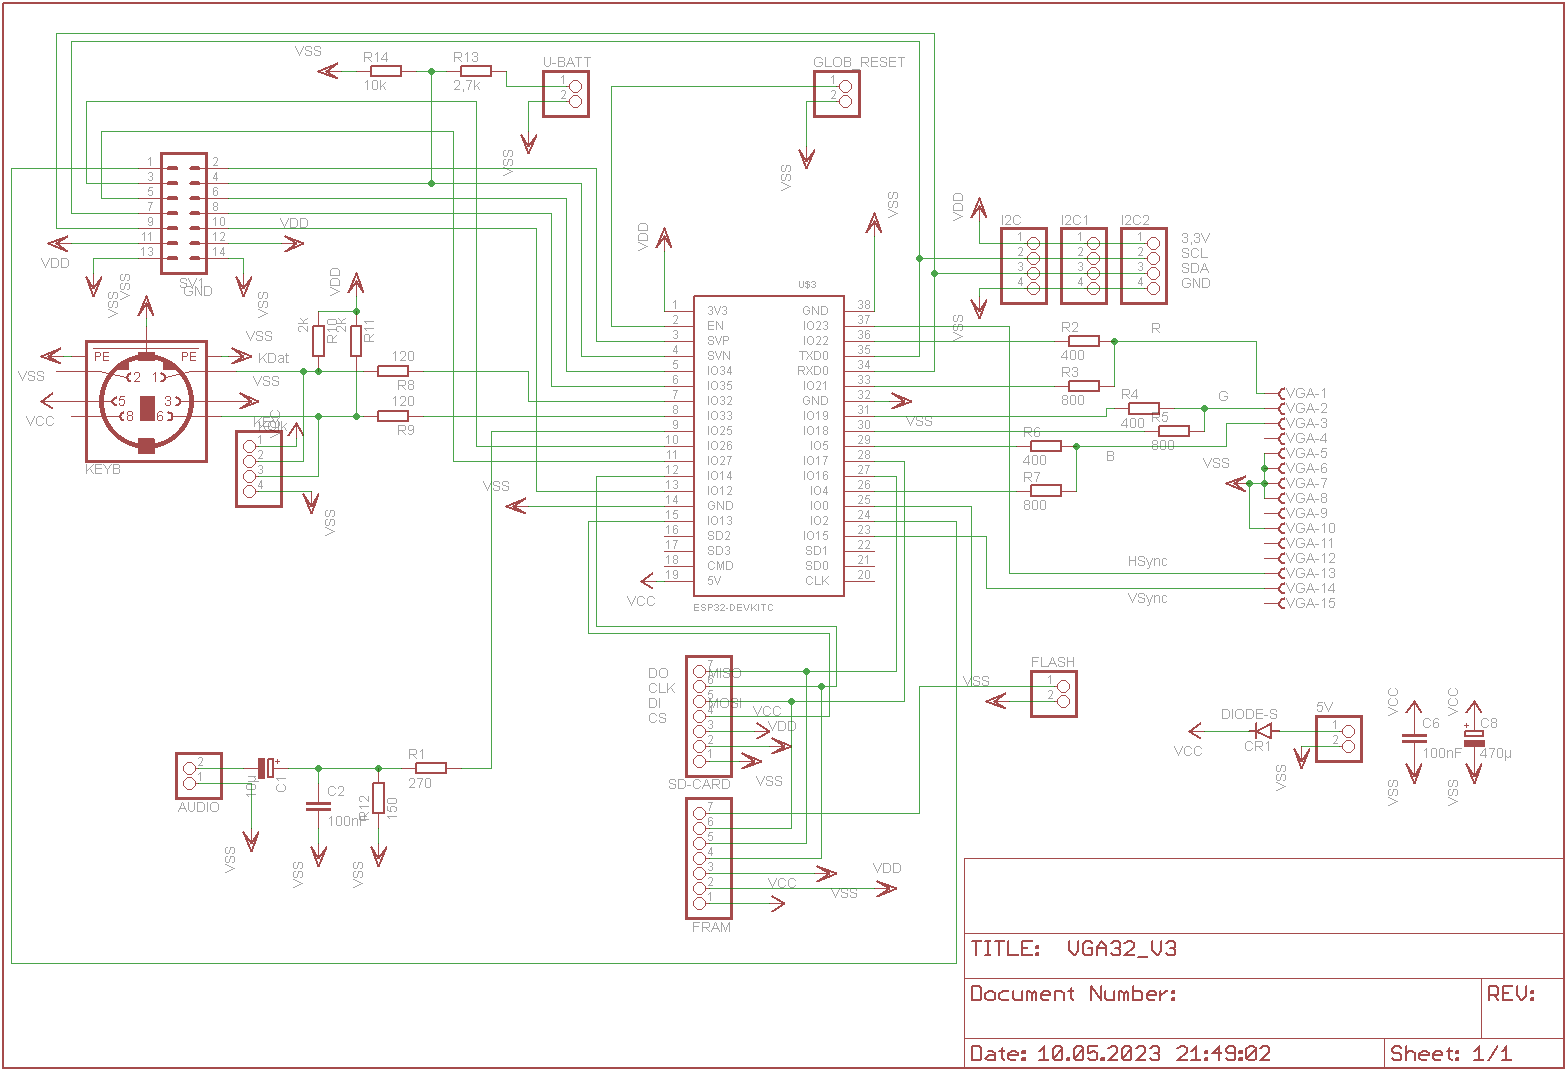 VSS
R14
10k
R13
2,7k
U-BATT
1
2
VSS
GLOB_RESET
1
2
VSS
1
3
5
7
9
11
13
2
4
6
8
10
12
14
SV1
GND
VDD
VDD
VSS
VSS
VSS
VDD
2k
R10
2k
R11
VSS
KDat
VSS
VSS
VCC
PE
PE
2
1
5
3
8
6
KEYB
120
R8
120
R9
1
2
3
4
VSS
VSS
VDD
VSS
U$3
1
2
3
4
5
6
7
8
9
10
11
12
13
14
15
16
17
18
19
3V3
EN
SVP
SVN
IO34
IO35
IO32
IO33
IO25
IO26
IO27
IO14
IO12
GND
IO13
SD2
SD3
CMD
5V
GND
IO23
IO22
TXD0
RXD0
IO21
GND
IO19
IO18
IO5
IO17
IO16
IO4
IO0
IO2
IO15
SD1
SD0
CLK
38
37
36
35
34
33
32
31
30
29
28
27
26
25
24
23
22
21
20
VCC
ESP32-DEVKITC
VSS
VDD
VSS
I2C
I2C1
I2C2
1
2
3
4
1
2
3
4
1
2
3
4
3,3V
SCL
SDA
GND
R2
400
R
R3
800
R4
400
G
R5
800
R6
400
B
R7
800
VSS
VGA-1
VGA-2
VGA-3
VGA-4
VGA-5
VGA-6
VGA-7
VGA-8
VGA-9
VGA-10
VGA-11
VGA-12
VGA-13
VGA-14
VGA-15
HSync
VSync
DO
CLK
DI
CS
7
6
5
4
3
2
1
MISO
MOSI
VCC
VDD
VSS
SD-CARD
7
6
5
4
3
2
1
VCC
VSS
VDD
FRAM
FLASH
1
2
VSS
DIODE-S
CR1
VCC
5V
1
2
VSS
VCC
C6
100nF
VSS
VCC
+
C8
470µ
VSS
2
1
AUDIO
10µ
+
C1
VSS
C2
100nF
VSS
R12
150
VSS
R1
270
TITLE: VGA32_V3
Document Number:
REV:
Date: 10.05.2023 21:49:02
Sheet: 1/1